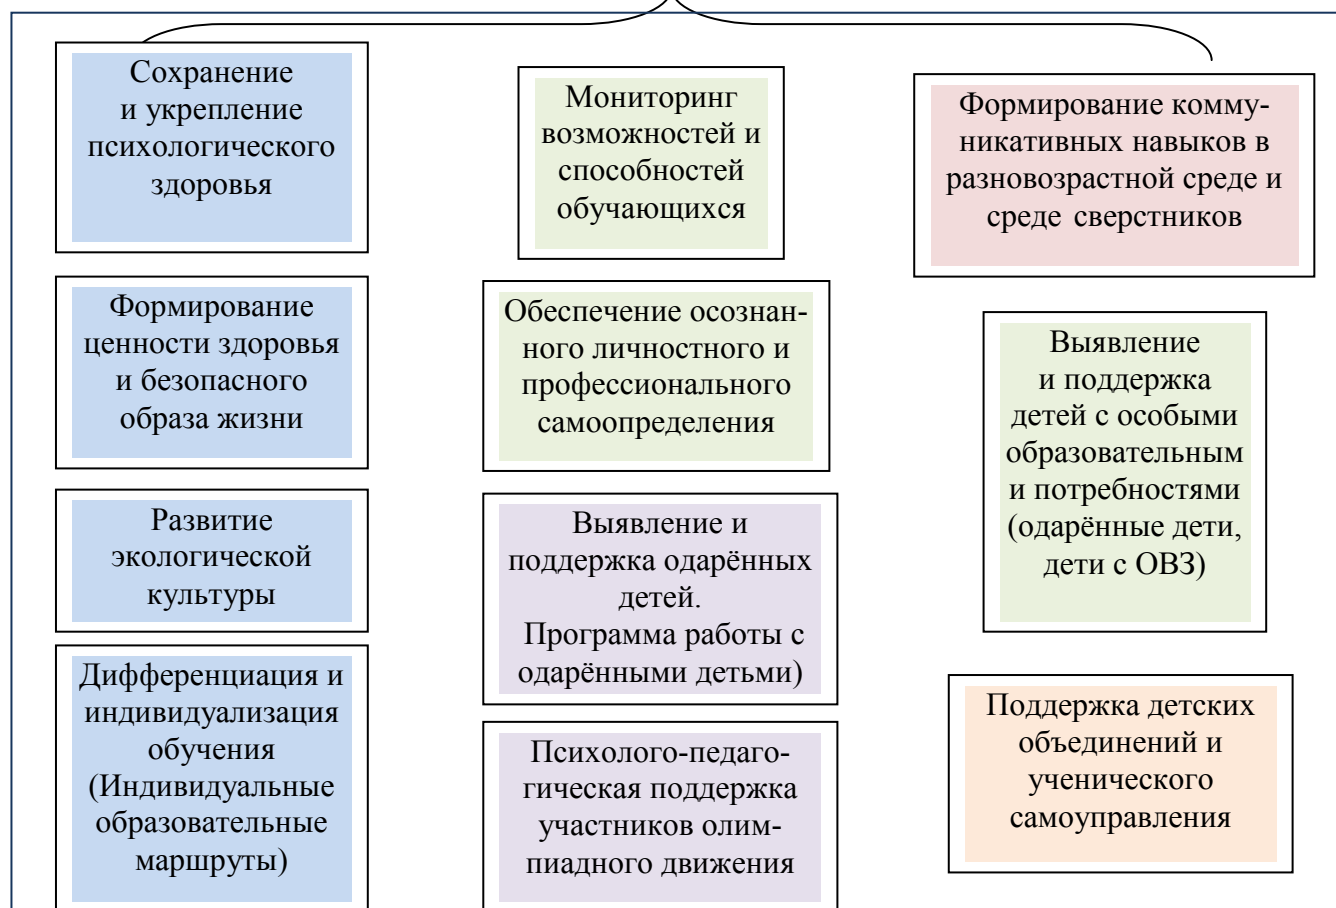 Сохранение
и укрепление
психологического
здоровья
Формирование
ценности здоровья
и безопасного
образа жизни
Развитие
экологической
культуры
Дифференциация и
индивидуализация
обучения
(Индивидуальные
образовательные
маршруты)
Мониторинг
возможностей и
способностей
обучающихся
Обеспечение осознан-
ного личностного и
профессионального
самоопределения
Выявление и
поддержка одарённых
детей.
Программа работы с
одарёнными детьми)
Психолого-педаго-
гическая поддержка
участников олим-
пиадного движения
Формирование комму-
никативных навыков в
разновозрастной среде и
среде сверстников
Выявление
и поддержка
детей с особыми
образовательным
и потребностями
(одарённые дети,
дети с ОВЗ)
Поддержка детских
объединений и
ученического
самоуправления